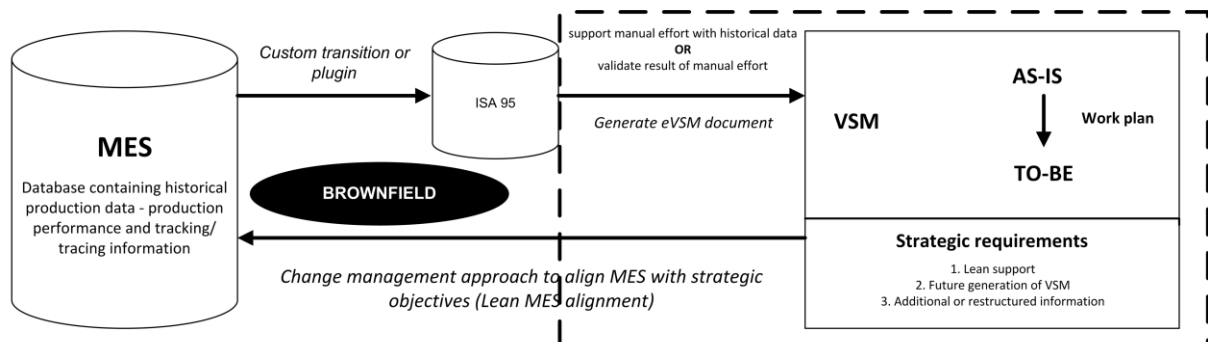 MES
Database containing historical
production data - production
performance and tracking/
tracing information
Custom transition or
plugin
ISA 95
BROWNFIELD
support manual effort with historical data
OR
validate result of manual effort
Generate eVSM document
VSM
AS-IS
Work plan
TO-BE
Strategic requirements
1. Lean support
2. Future generation of VSM
3. Additional or restructured information
Change management approach to align MES with strategic
objectives (Lean MES alignment)